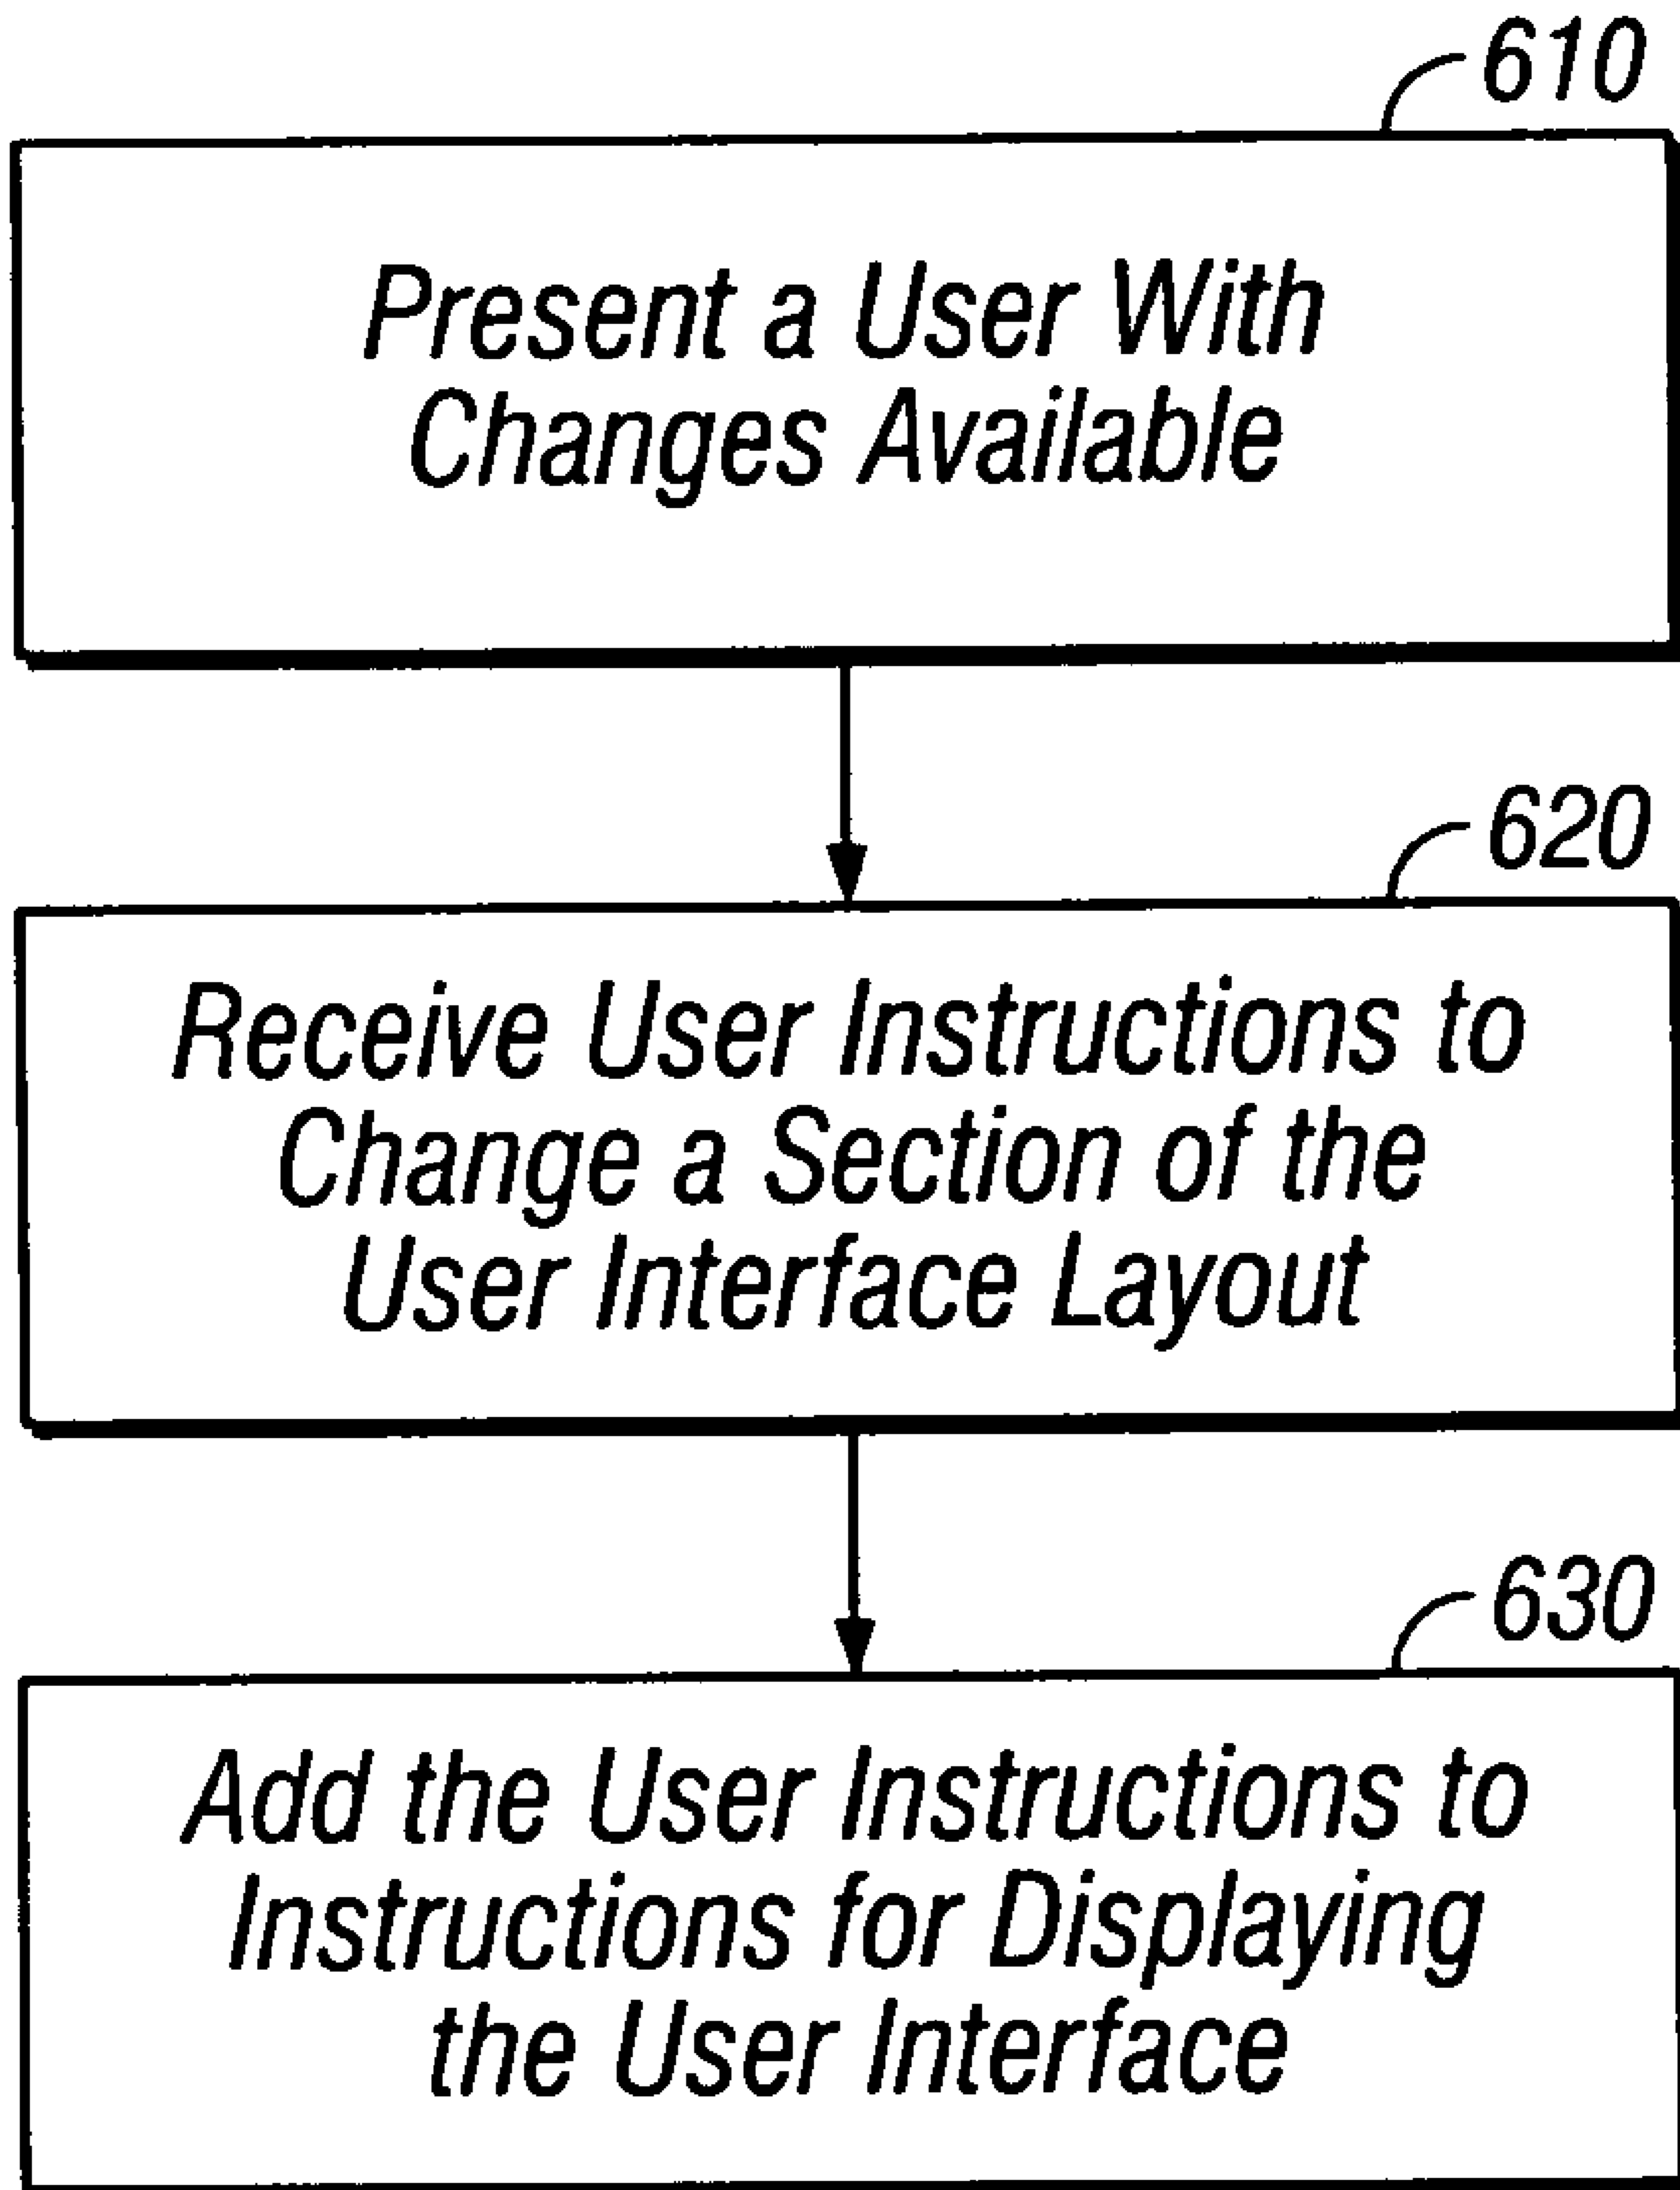 610
Present a User With
Changes Available
620
Receive User Instructions to
Change a Section of the
User Interface Layout
630
Add the User Instructions to
Instructions for Displaying
the User Interface